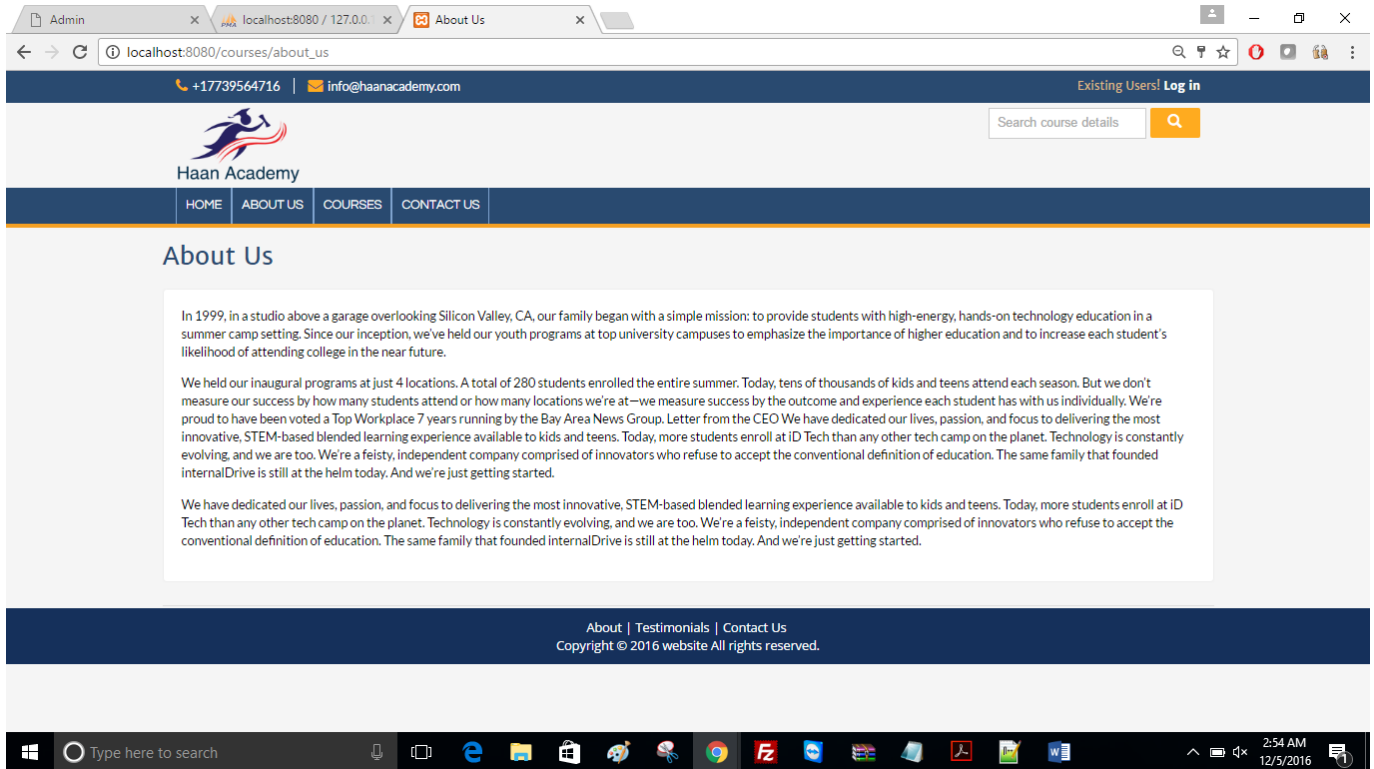 Admin
localhost:8080 / 127.0.0.1
About Us
localhost:8080/courses/about_us
+17739564716 | info@haanacademy.com
Existing Users! Log in
Search course details
Haan Academy
HOME
ABOUT US
COURSES
CONTACT US
About Us
In 1999, in a studio above a garage overlooking Silicon Valley, CA, our family began with a simple mission: to provide students with high-energy, hands-on technology education in a
summer camp setting. Since our inception, we've held our youth programs at top university campuses to emphasize the importance of higher education and to increase each student's
likelihood of attending college in the near future.
We held our inaugural programs at just 4 locations. A total of 280 students enrolled the entire summer. Today, tens of thousands of kids and teens attend each season. But we don't
measure our success by how many students attend or how many locations we're at—we measure success by the outcome and experience each student has with us individually. We're
proud to have been voted a Top Workplace 7 years running by the Bay Area News Group. Letter from the CEO We have dedicated our lives, passion, and focus to delivering the most
innovative, STEM-based blended learning experience available to kids and teens. Today, more students enroll at iD Tech than any other tech camp on the planet. Technology is constantly
evolving, and we are too. We're a feisty, independent company comprised of innovators who refuse to accept the conventional definition of education. The same family that founded
internalDrive is still at the helm today. And we're just getting started.
We have dedicated our lives, passion, and focus to delivering the most innovative, STEM-based blended learning experience available to kids and teens. Today, more students enroll at iD
Tech than any other tech camp on the planet. Technology is constantly evolving, and we are too. We're a feisty, independent company comprised of innovators who refuse to accept the
conventional definition of education. The same family that founded internalDrive is still at the helm today. And we're just getting started.
About | Testimonials | Contact Us
Copyright © 2016 website All rights reserved.
Type here to search
2:54 AM
12/5/2016